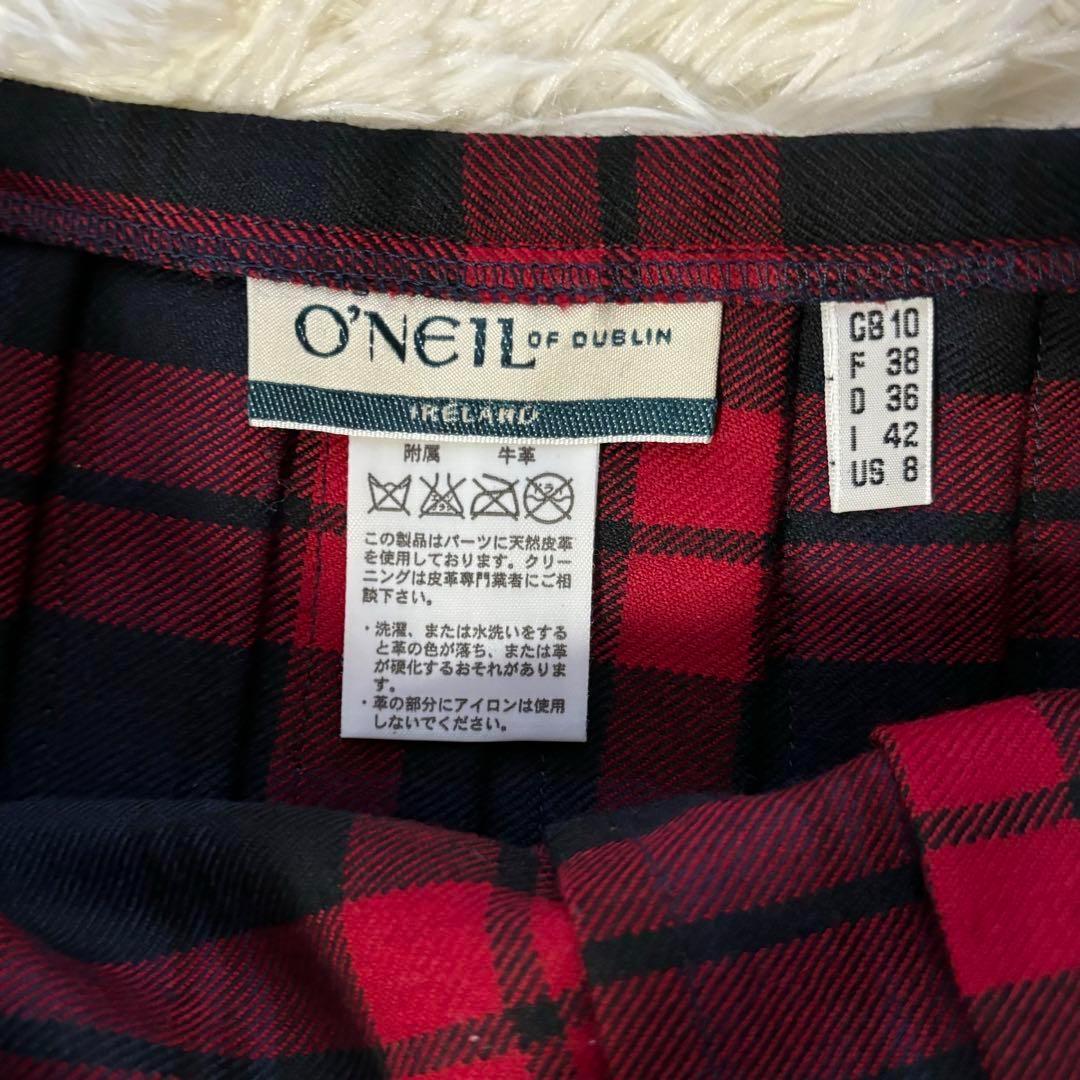 O'NEIL OF DUBLIN
IRELAND
附属 牛革
この製品はパーツに天然皮革
を使用しております。クリー
ニングは皮革専門業者にご相
談下さい。
・洗濯、または水洗いをする
と革の色が落ち、または革
が硬化するおそれがありま
す。
・革の部分にアイロンは使用
しないでください。
GB 10
F 38
D 36
I 42
US 8